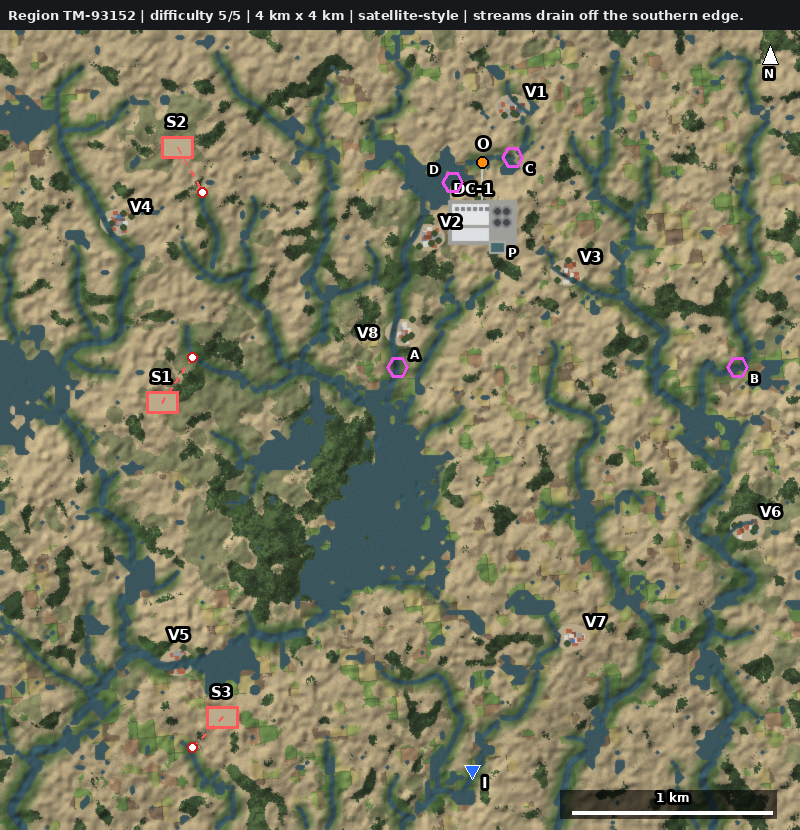 Region TM-93152 | difficulty 5/5 | 4 km x 4 km | satellite-style | streams drain off the southern edge.
N
V1
S2
O
C
D
DC-1
V4
V2
P
V3
V8
A
S1
B
V6
V7
V5
S3
I
1 km